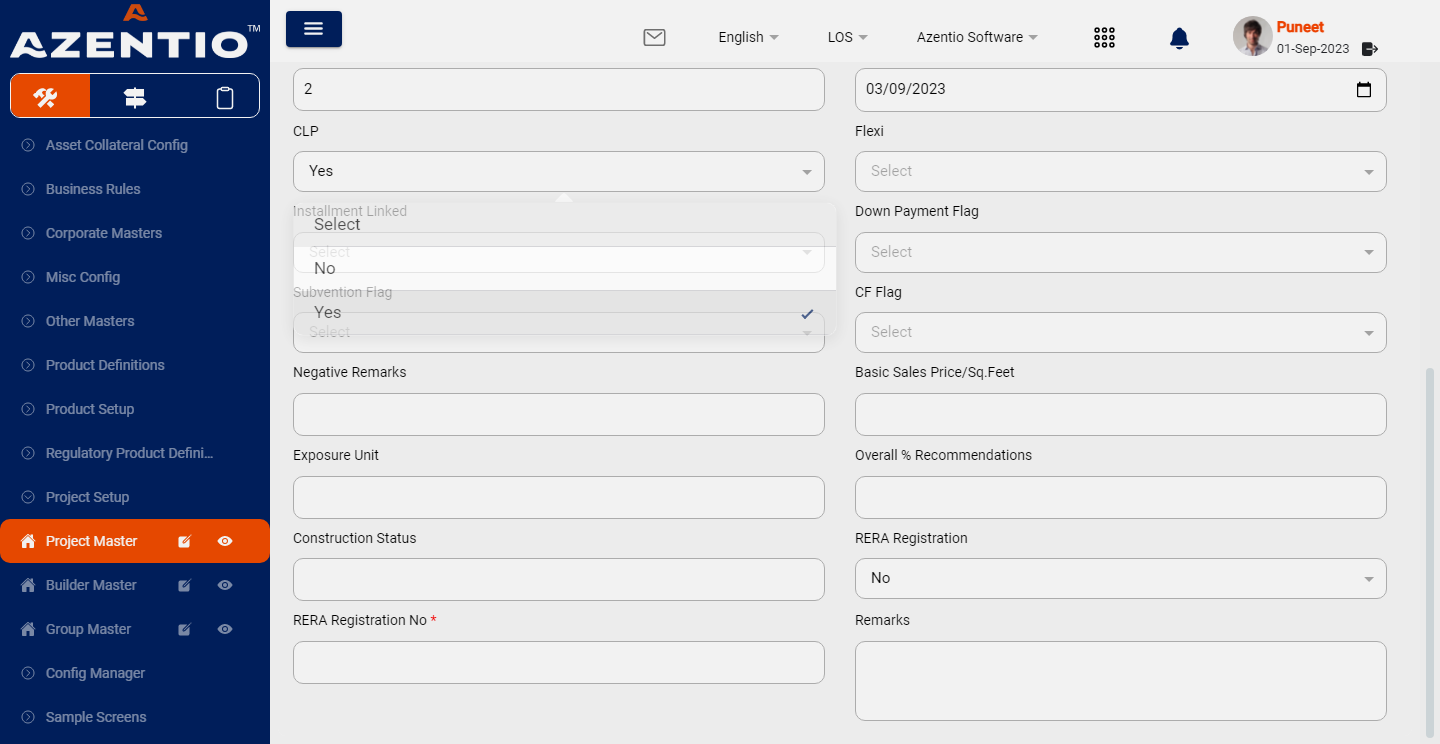 AZENTIO TM
Asset Collateral Config
Business Rules
Corporate Masters
Misc Config
Other Masters
Product Definitions
Product Setup
Regulatory Product Defini...
Project Setup
Project Master
Builder Master
Group Master
Config Manager
Sample Screens
English
LOS
Azentio Software
Puneet
01-Sep-2023
2
03/09/2023
CLP
Flexi
Yes
Select
Installment Linked
Down Payment Flag
Select
Select
Select
No
Subvention Flag
CF Flag
Yes
Select
Select
Negative Remarks
Basic Sales Price/Sq.Feet
Exposure Unit
Overall % Recommendations
Construction Status
RERA Registration
No
RERA Registration No *
Remarks